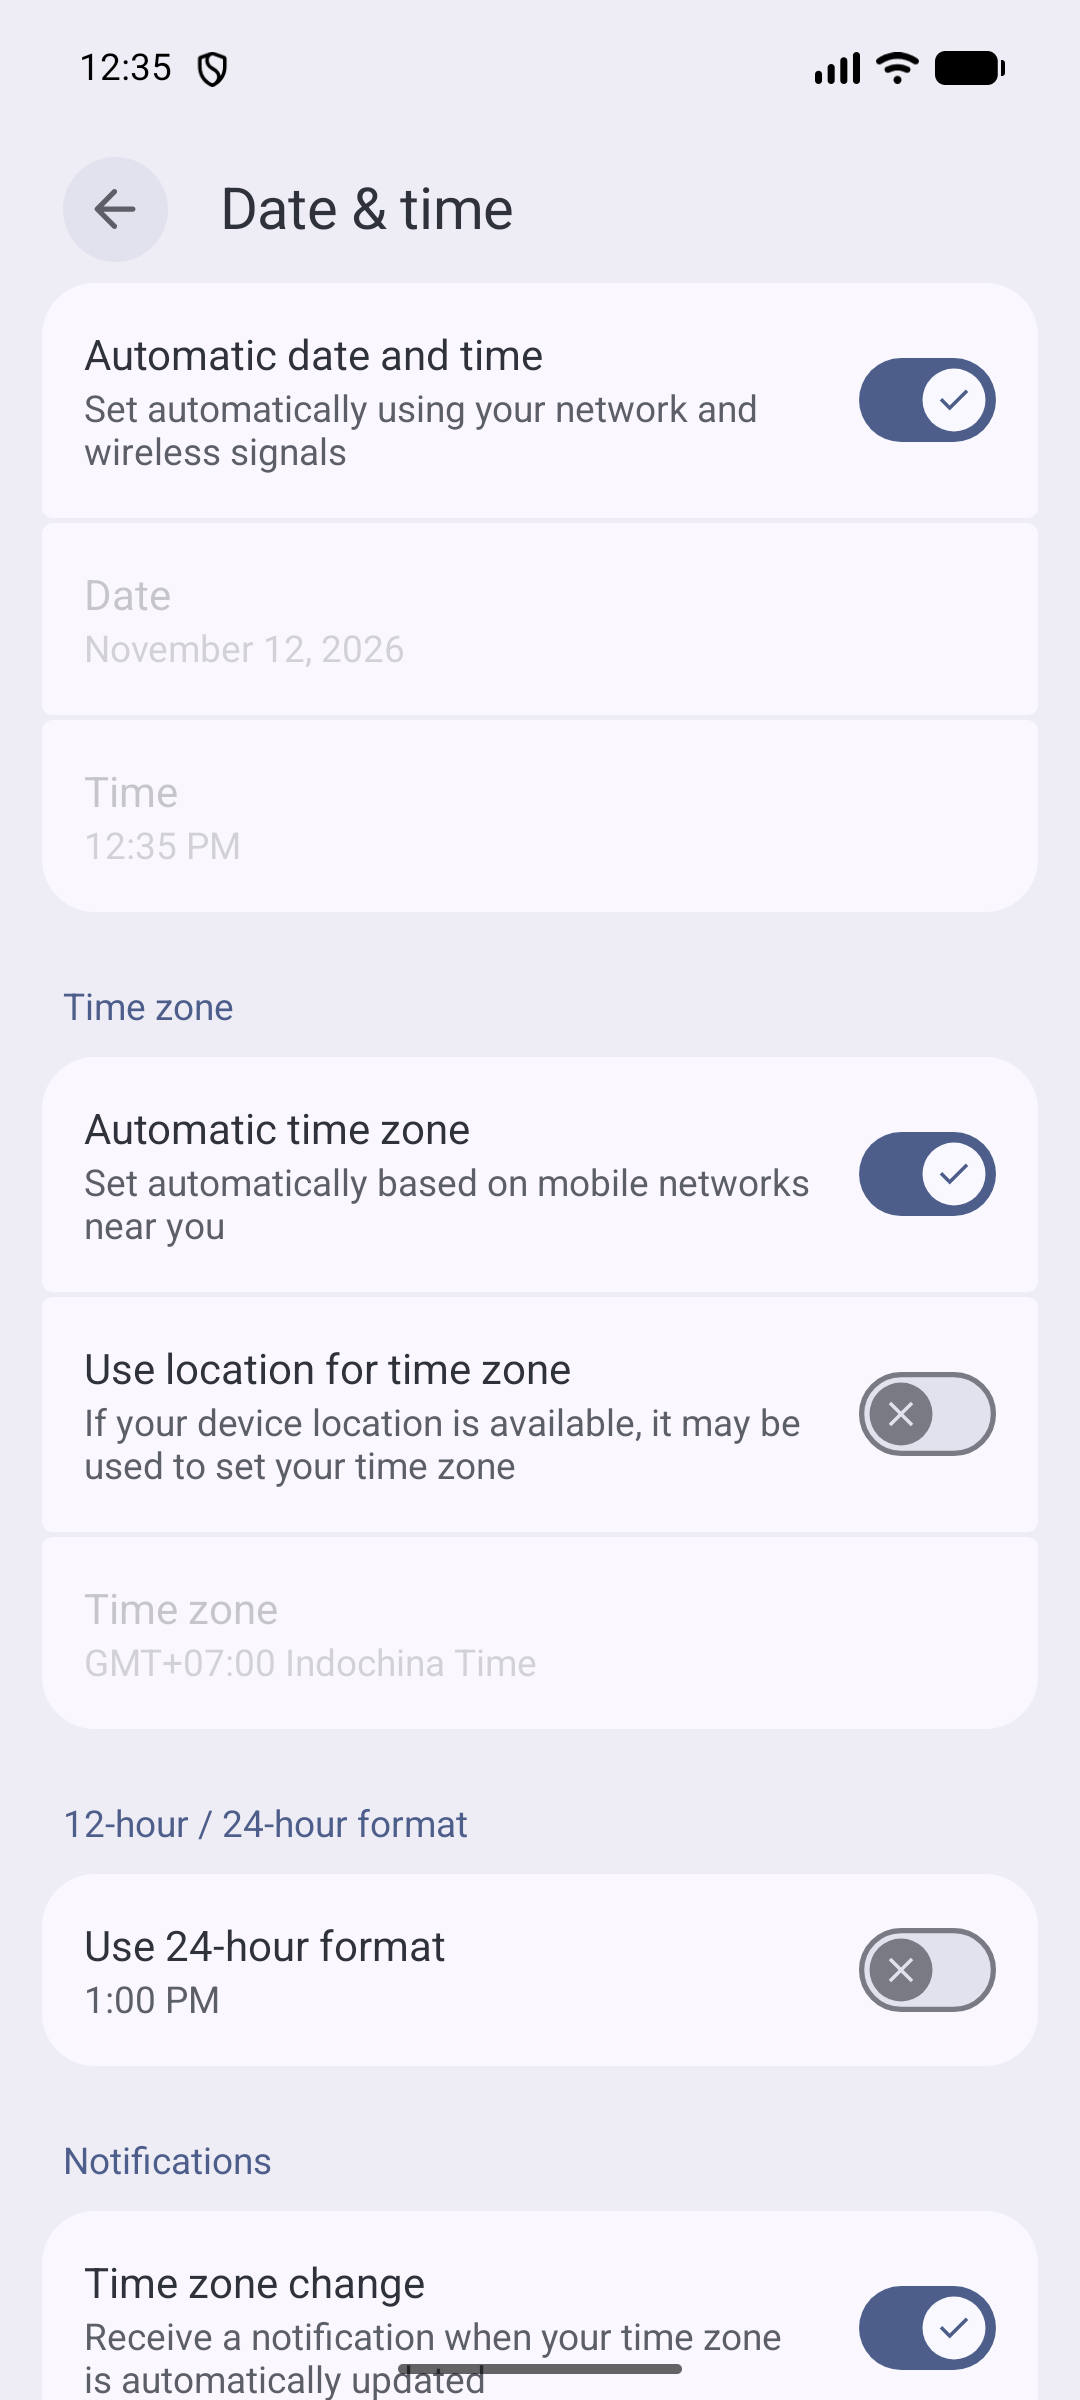 12:35
Date & time
Automatic date and time
Set automatically using your network and
wireless signals
Date
November 12, 2026
Time
12:35 PM
Time zone
Automatic time zone
Set automatically based on mobile networks
near you
Use location for time zone
If your device location is available, it may be
used to set your time zone
Time zone
GMT+07:00 Indochina Time
12-hour / 24-hour format
Use 24-hour format
1:00 PM
Notifications
Time zone change
Receive a notification when your time zone
is automatically updated